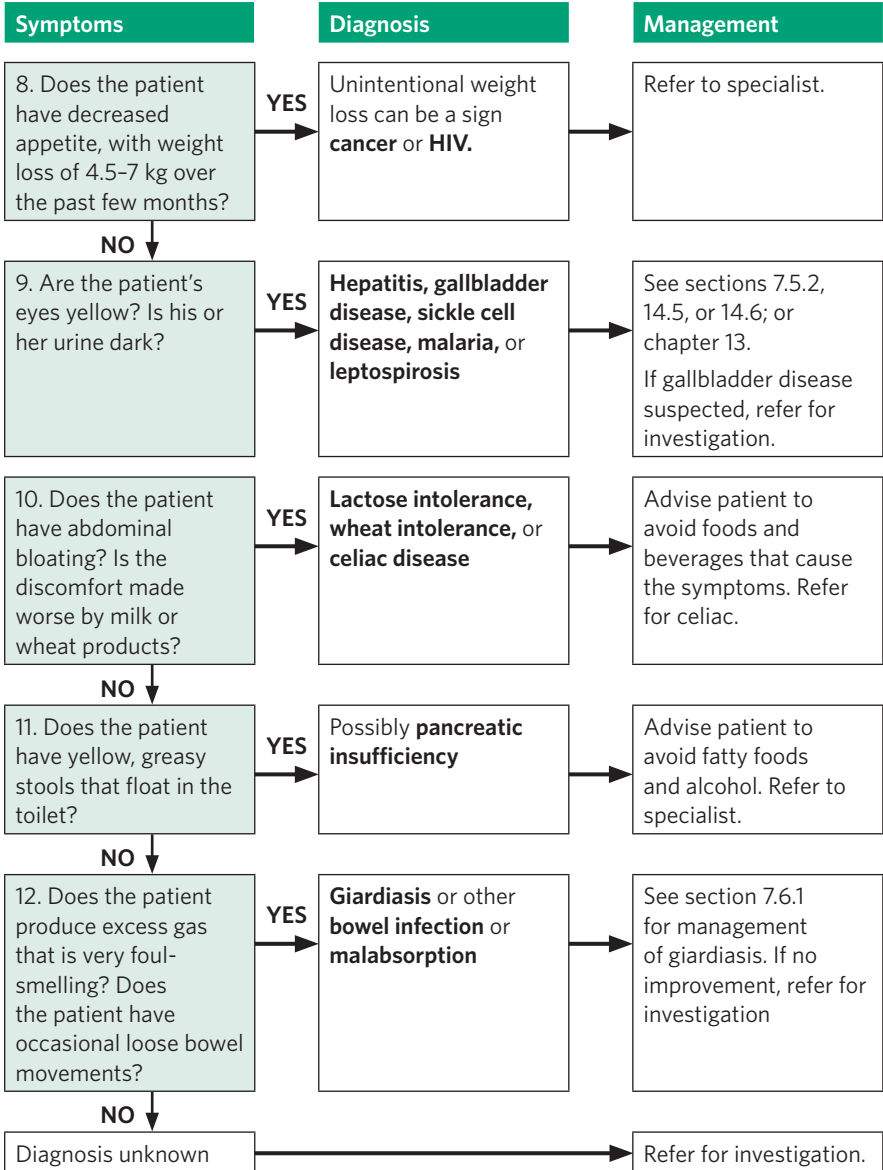 Symptoms
Diagnosis
Management
8. Does the patient
have decreased
appetite, with weight
loss of 4.5–7 kg over
the past few months?
YES
Unintentional weight
loss can be a sign
cancer or HIV.
Refer to specialist.
NO
9. Are the patient's
eyes yellow? Is his or
her urine dark?
YES
Hepatitis, gallbladder
disease, sickle cell
disease, malaria, or
leptospirosis
See sections 7.5.2,
14.5, or 14.6; or
chapter 13.
If gallbladder disease
suspected, refer for
investigation.
10. Does the patient
have abdominal
bloating? Is the
discomfort made
worse by milk or
wheat products?
YES
Lactose intolerance,
wheat intolerance, or
celiac disease
Advise patient to
avoid foods and
beverages that cause
the symptoms. Refer
for celiac.
NO
11. Does the patient
have yellow, greasy
stools that float in the
toilet?
YES
Possibly pancreatic
insufficiency
Advise patient to
avoid fatty foods
and alcohol. Refer to
specialist.
NO
12. Does the patient
produce excess gas
that is very foul-
smelling? Does
the patient have
occasional loose bowel
movements?
YES
Giardiasis or other
bowel infection or
malabsorption
See section 7.6.1
for management
of giardiasis. If no
improvement, refer for
investigation
NO
Diagnosis unknown
Refer for investigation.